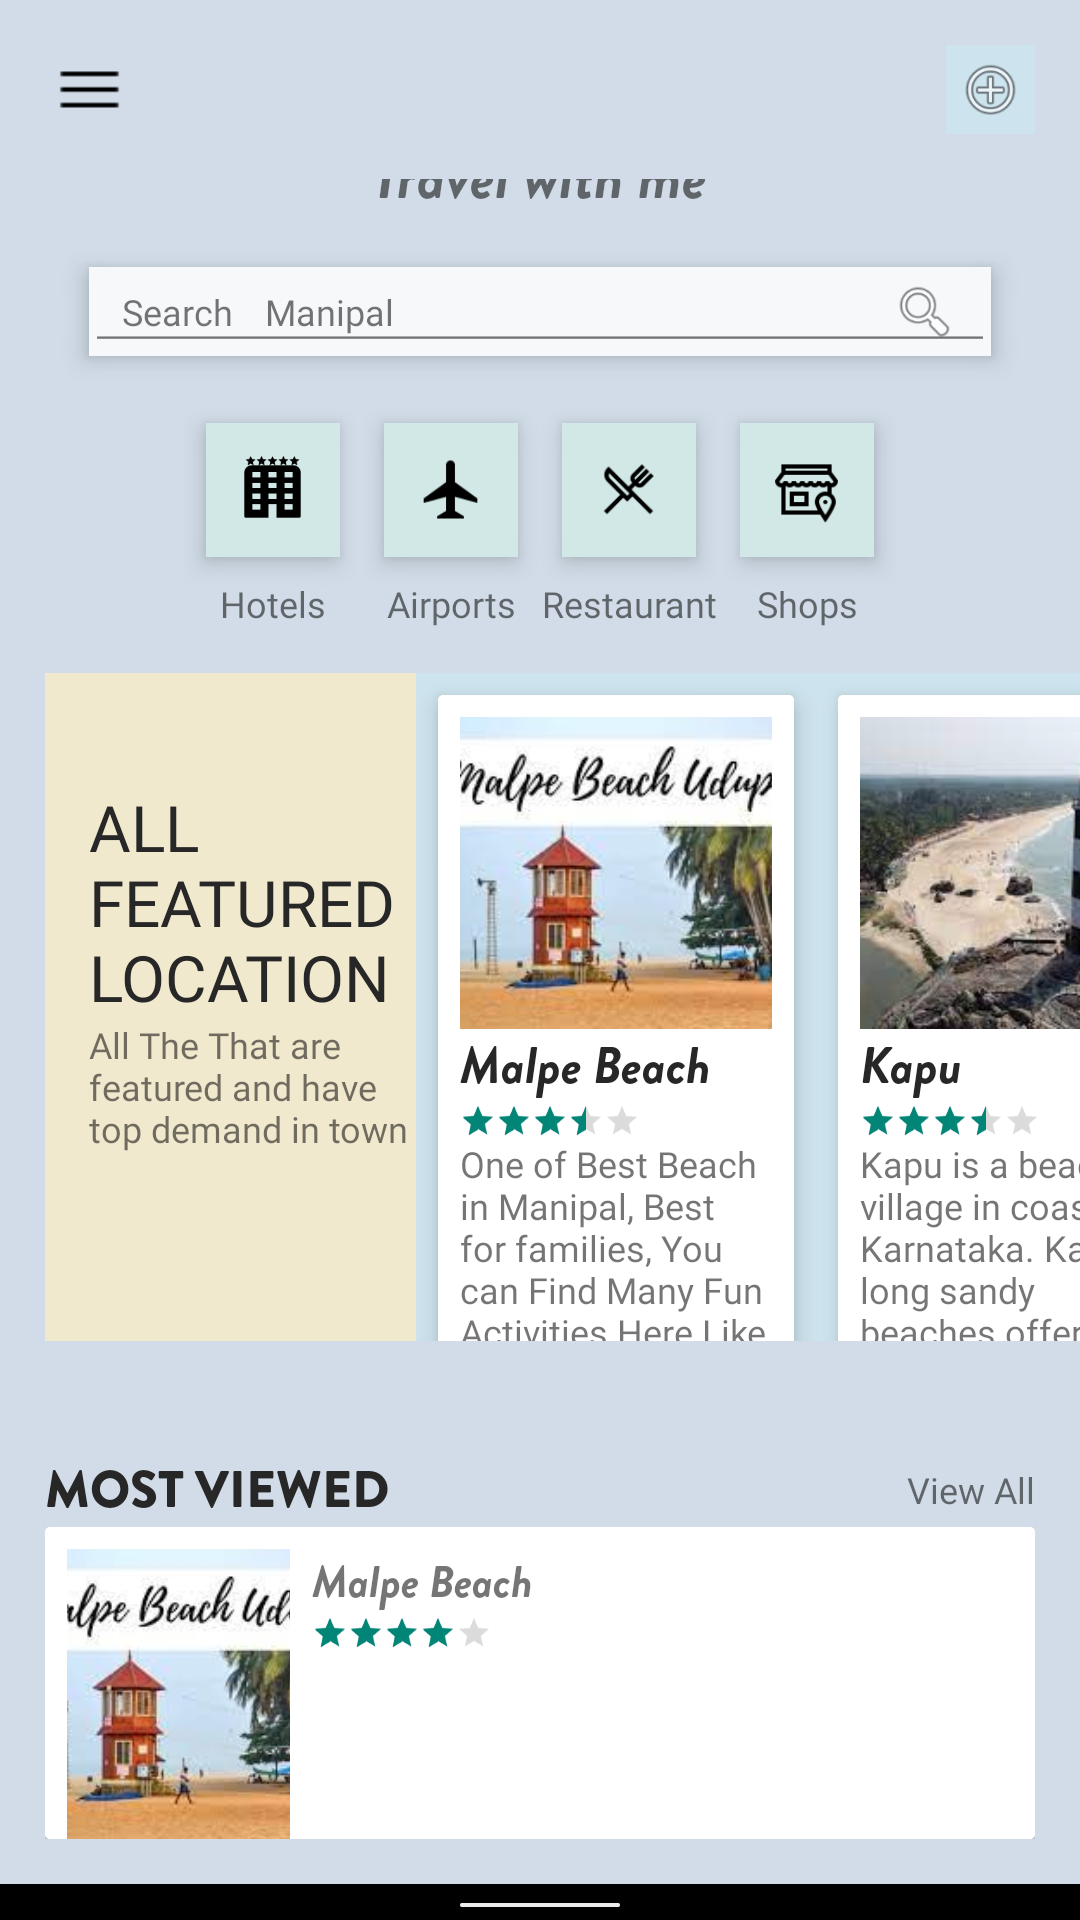 Travel with me
Search Manipal
Hotels Airports Restaurant Shops
ALL
FEATURED
LOCATION
All The That are
featured and have
top demand in town
Malpe Beach Udup
Malpe Beach
One of Best Beach
in Manipal, Best
for families, You
can Find Many Fun
Activities Here Like
Kapu
Kapu is a bea
village in coas
Karnataka. Ka
long sandy
beaches offer
MOST VIEWED
View All
alpe Beach Ud
Malpe Beach